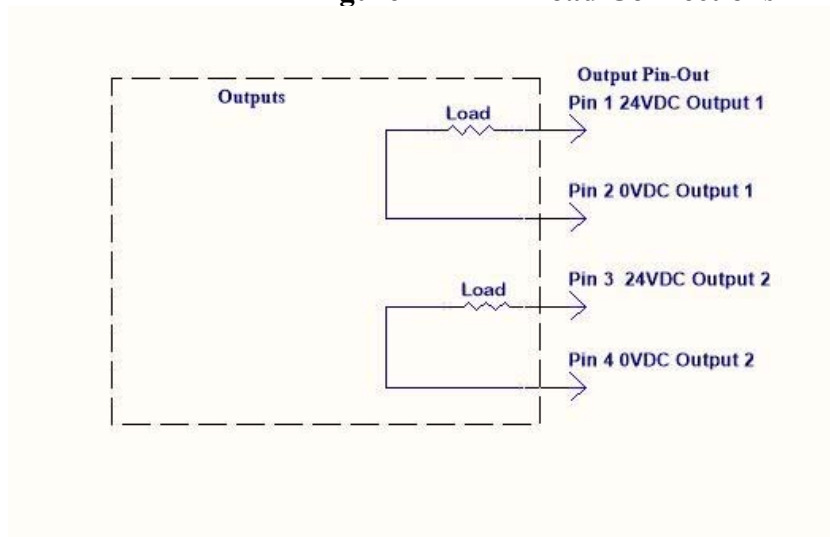 Output Pin-Out
Outputs
Load
Pin 1 24VDC Output 1
Pin 2 0VDC Output 1
Load
Pin 3 24VDC Output 2
Pin 4 0VDC Output 2